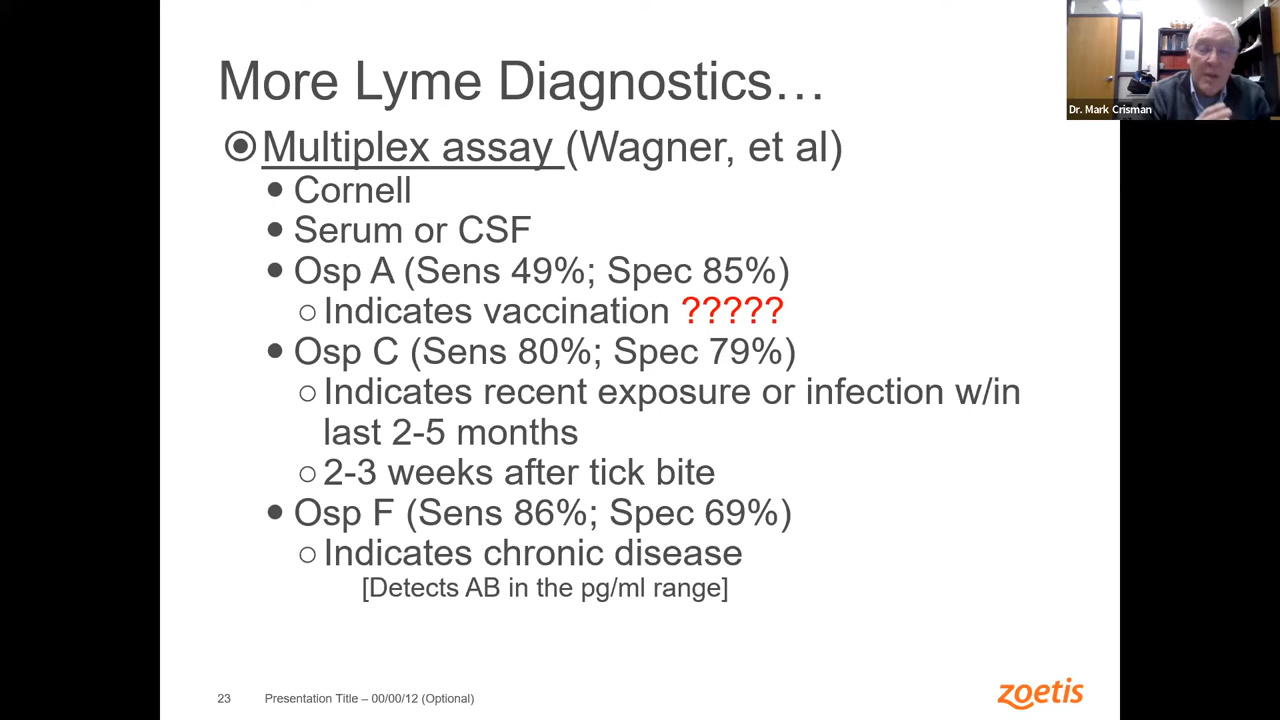 More Lyme Diagnostics…
Multiplex assay (Wagner, et al)
Cornell
Serum or CSF
Osp A (Sens 49%; Spec 85%)
Indicates vaccination ?????
Osp C (Sens 80%; Spec 79%)
Indicates recent exposure or infection w/in
last 2-5 months
2-3 weeks after tick bite
Osp F (Sens 86%; Spec 69%)
Indicates chronic disease
[Detects AB in the pg/ml range]
23 Presentation Title – 00/00/12 (Optional)
zoetis
Dr. Mark Crisman